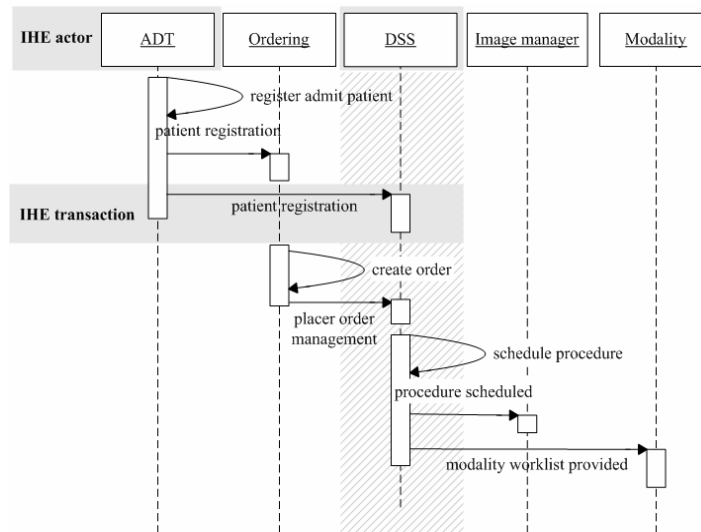 IHE actor
ADT
Ordering
DSS
Image manager
Modality
register admit patient
patient registration
IHE transaction
patient registration
create order
placer order
management
schedule procedure
procedure scheduled
modality worklist provided